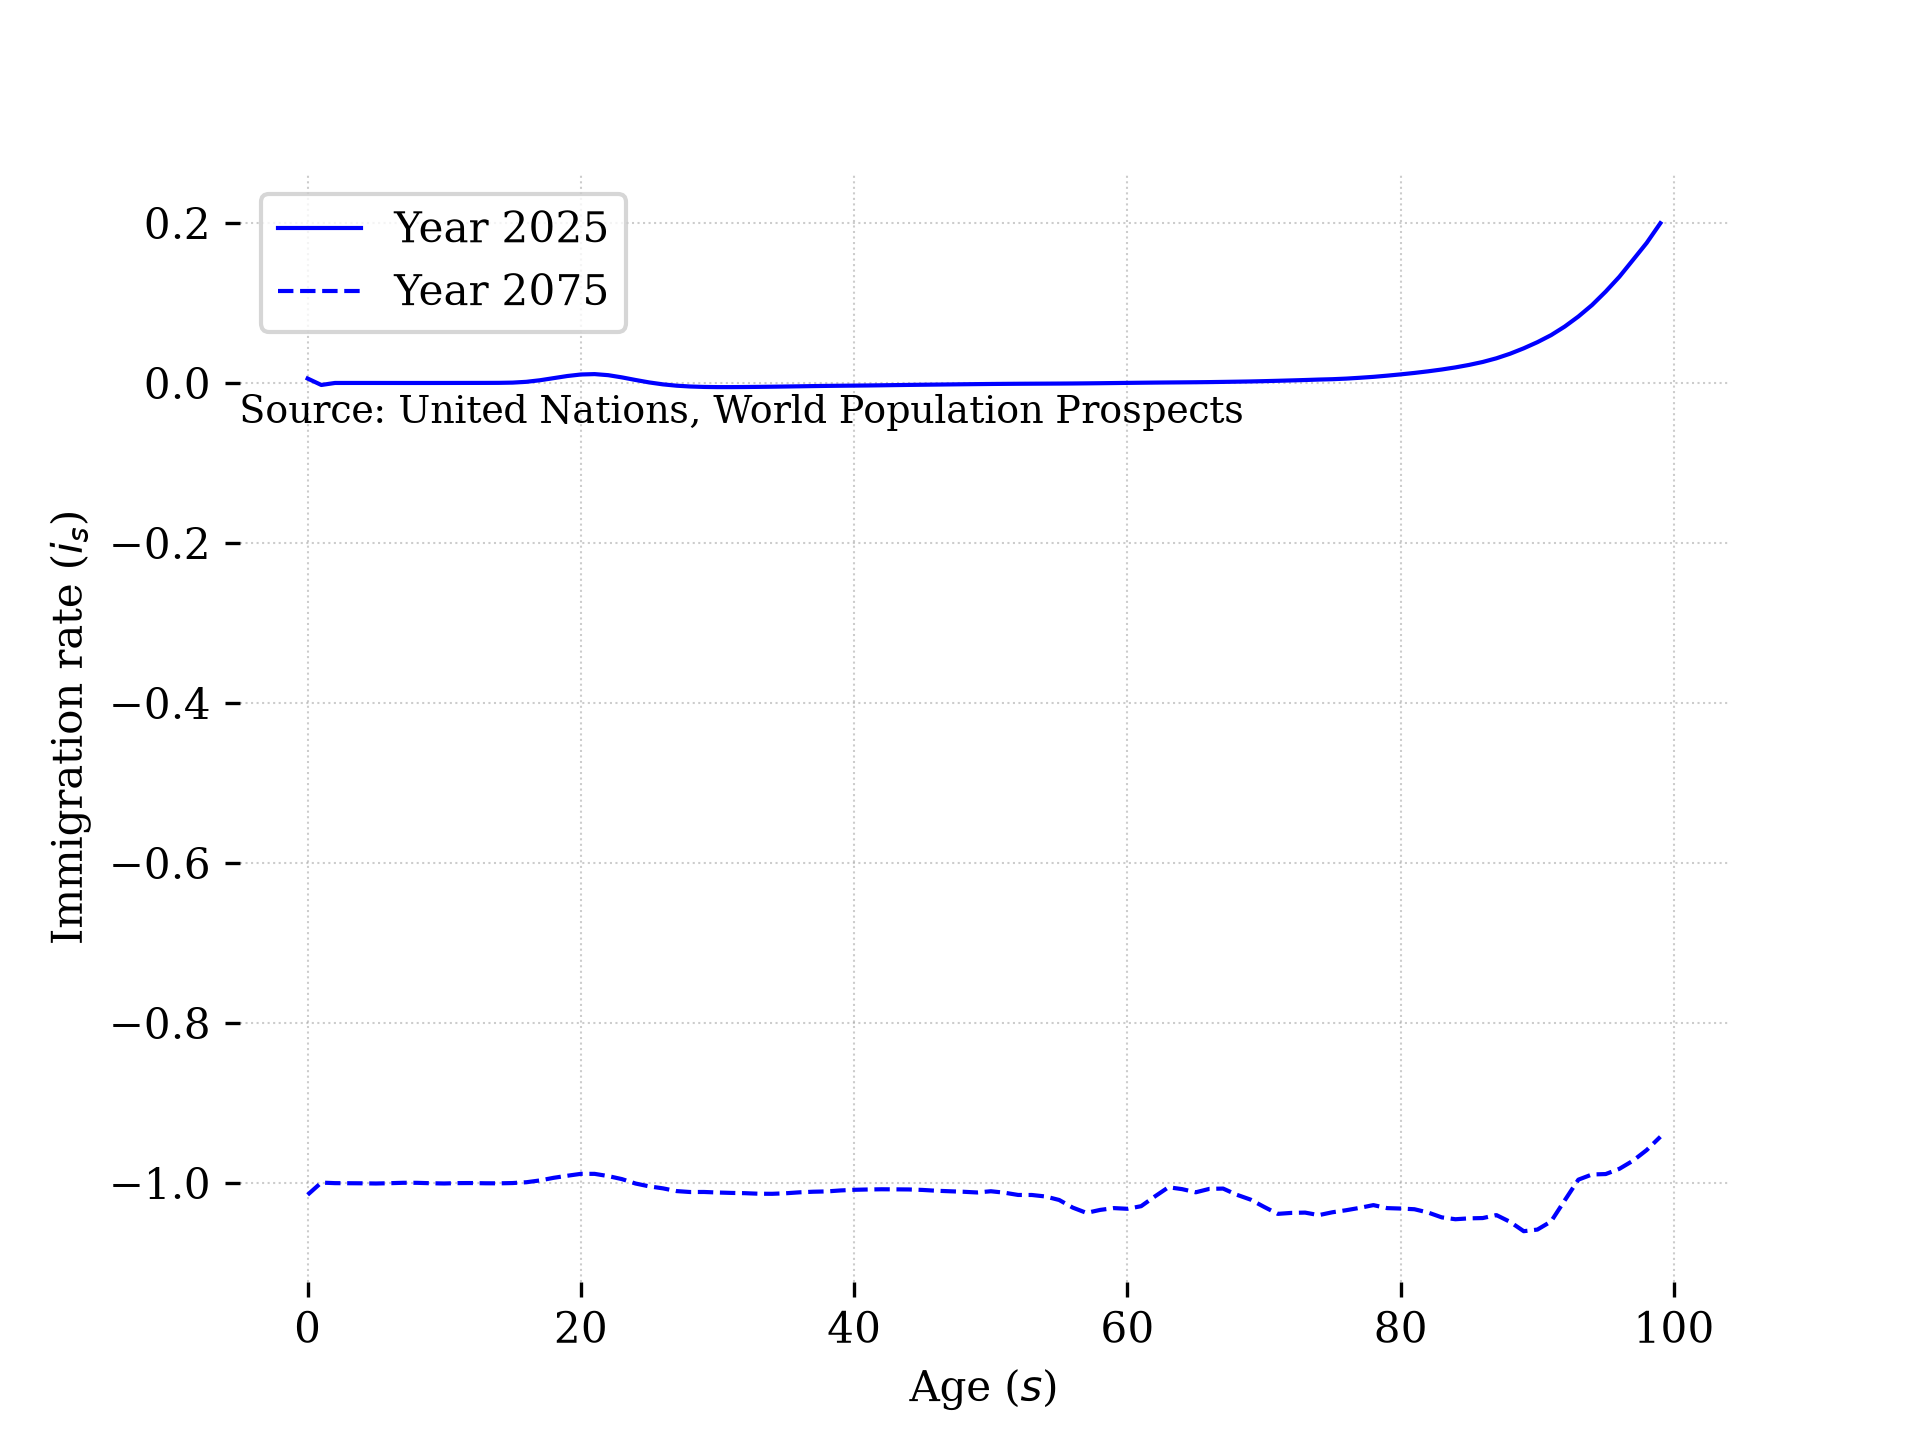 Year 2025
Year 2075
0.2
0.0
Source: United Nations, World Population Prospects
−0.2
−0.4
−0.6
−0.8
−1.0
Immigration rate (i_s)
0 20 40 60 80 100
Age (s)